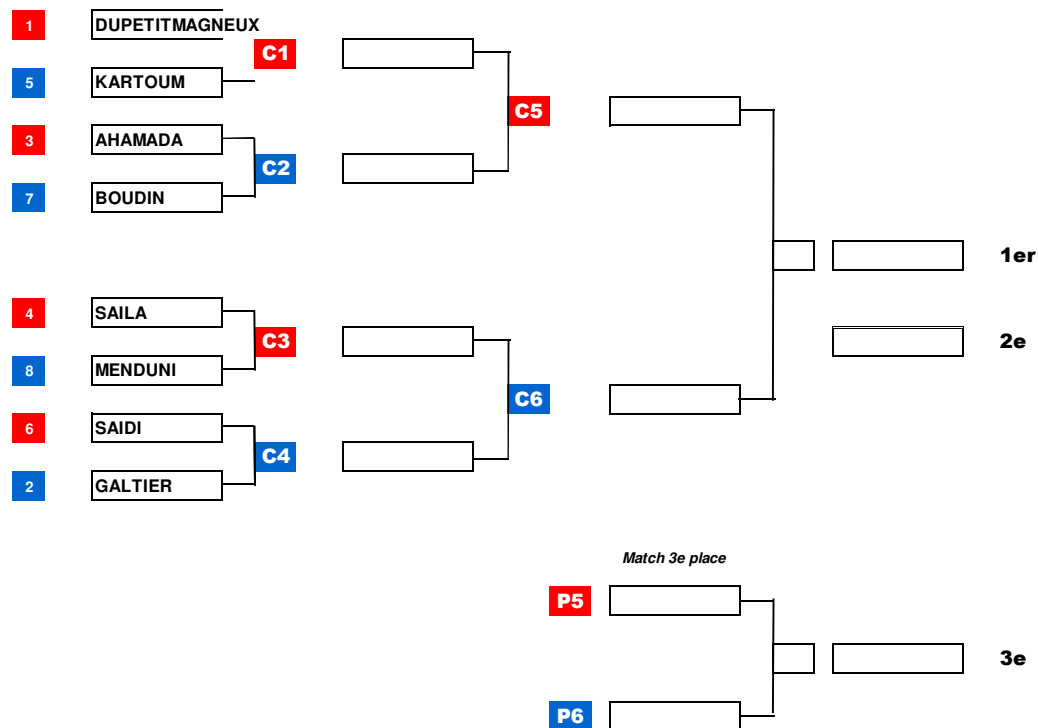 1 DUPETITMAGNEUX
C1
5 KARTOUM
C5
3 AHAMADA
C2
7 BOUDIN
1er
4 SAILA
C3
2e
8 MENDUNI
C6
6 SAIDI
C4
2 GALTIER
Match 3e place
P5
3e
P6